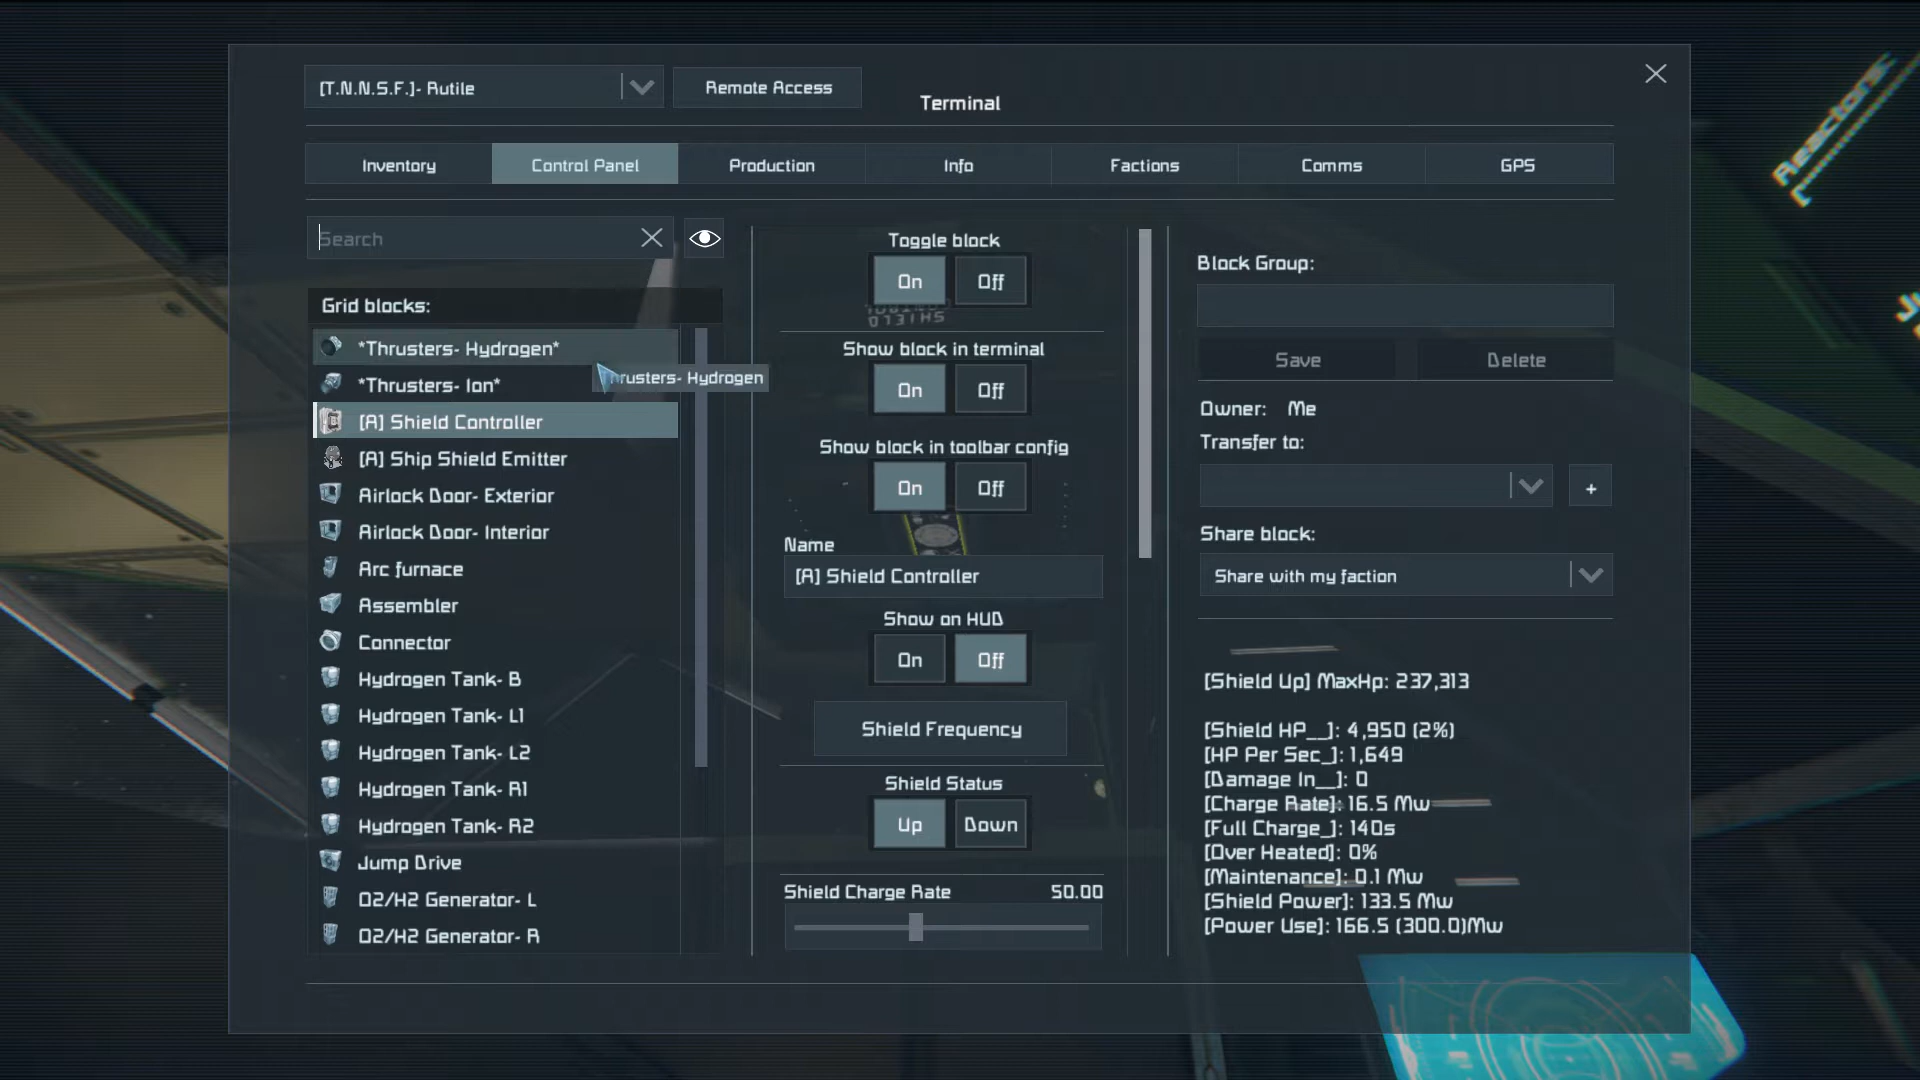 [T.N.N.S.F.]- Rutile
Remote Access
Terminal
Inventory
Control Panel
Production
Info
Factions
Comms
GPS
Search
Grid blocks:
*Thrusters- Hydrogen*
*Thrusters- Ion*
[A] Shield Controller
[A] Ship Shield Emitter
Airlock Door- Exterior
Airlock Door- Interior
Arc furnace
Assembler
Connector
Hydrogen Tank- B
Hydrogen Tank- L1
Hydrogen Tank- L2
Hydrogen Tank- R1
Hydrogen Tank- R2
Jump Drive
O2/H2 Generator- L
O2/H2 Generator- R
Thrusters- Hydrogen
Toggle block
On Off
Show block in terminal
On Off
Show block in toolbar config
On Off
Name
[A] Shield Controller
Show on HUD
On Off
Shield Frequency
Shield Status
Up Down
Shield Charge Rate 50.00
Block Group:
Save Delete
Owner: Me
Transfer to:
+
Share block:
Share with my faction
[Shield Up] MaxHp: 237,313
[Shield HP__]: 4,950 (2%)
[HP Per Sec_]: 1,649
[Damage In__]: 0
[Charge Rate]: 16.5 Mw
[Full Charge_]: 140s
[Over Heated]: 0%
[Maintenance]: 0.1 Mw
[Shield Power]: 133.5 Mw
[Power Use]: 166.5 (300.0)Mw
Reactors